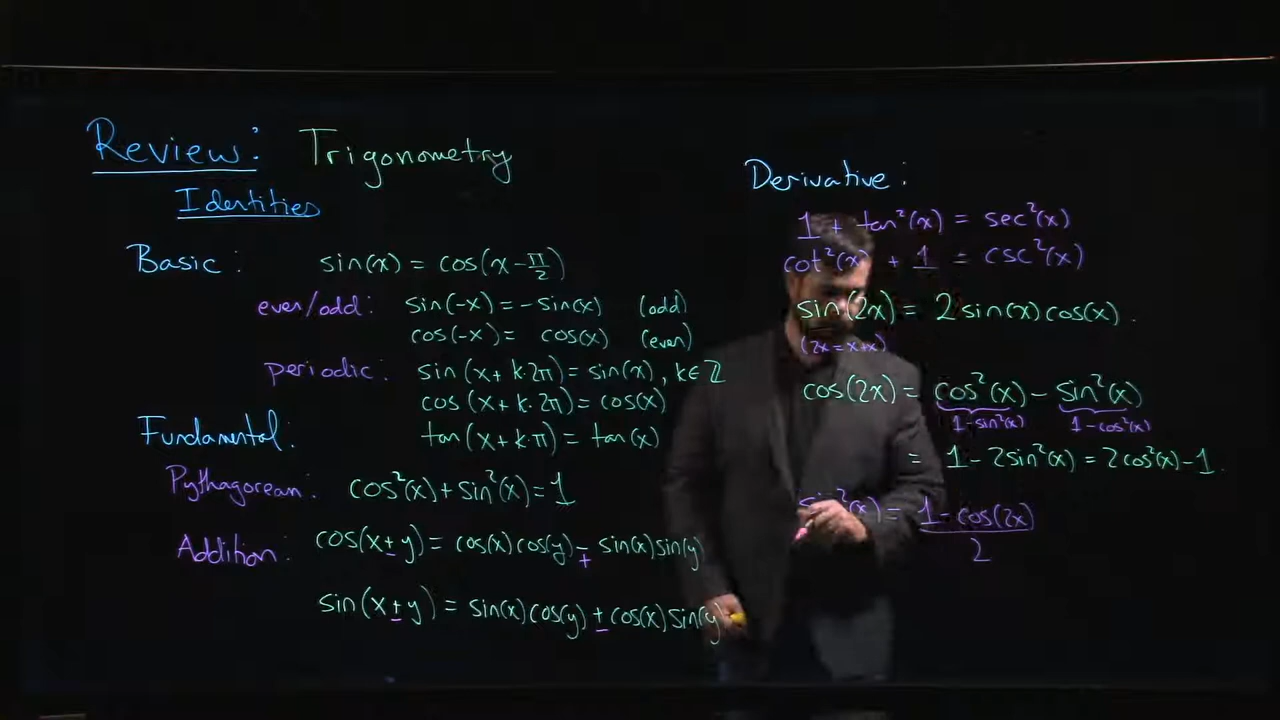 Review: Trigonometry
Identities
Basic: sin(x) = cos(x - π/2)
even/odd: sin(-x) = -sin(x) (odd)
cos(-x) = cos(x) (even)
periodic: sin(x + k·2π) = sin(x), k∈ℤ
cos(x + k·2π) = cos(x)
tan(x + k·π) = tan(x)
Fundamental:
Pythagorean: cos²(x) + sin²(x) = 1
Addition: cos(x ± y) = cos(x)cos(y) ∓ sin(x)sin(y)
sin(x ± y) = sin(x)cos(y) ± cos(x)sin(y)
Derivative:
1 + tan²(x) = sec²(x)
cot²(x) + 1 = csc²(x)
sin(2x) = 2 sin(x) cos(x).
(2x = x+x)
cos(2x) = cos²(x) - sin²(x)
1-sin²(x) 1-cos²(x)
= 1 - 2sin²(x) = 2cos²(x) - 1.
sin²(x) = 1 - cos(2x)
2